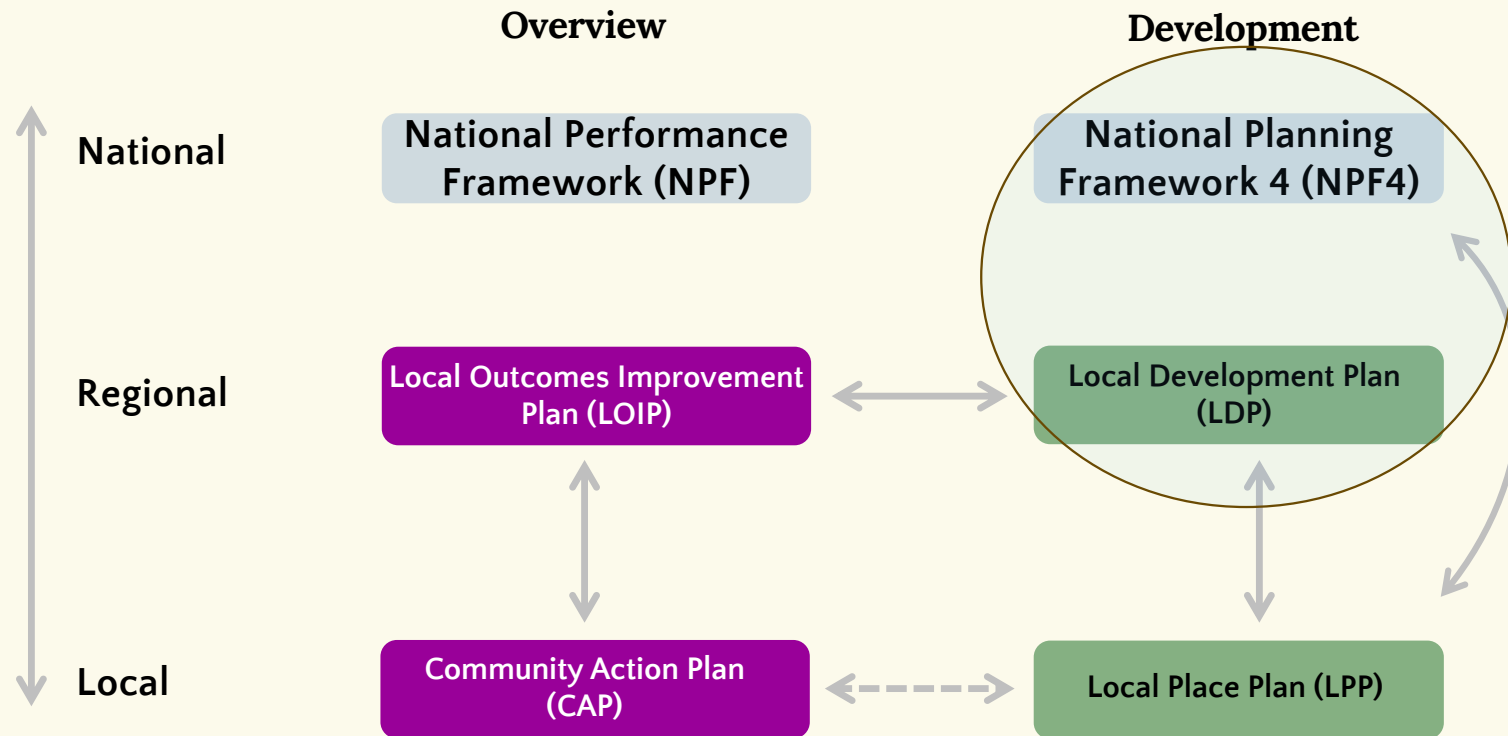 Overview
Development
National
National Performance
Framework (NPF)
National Planning
Framework 4 (NPF4)
Regional
Local Outcomes Improvement
Plan (LOIP)
Local Development Plan
(LDP)
Local
Community Action Plan
(CAP)
Local Place Plan (LPP)